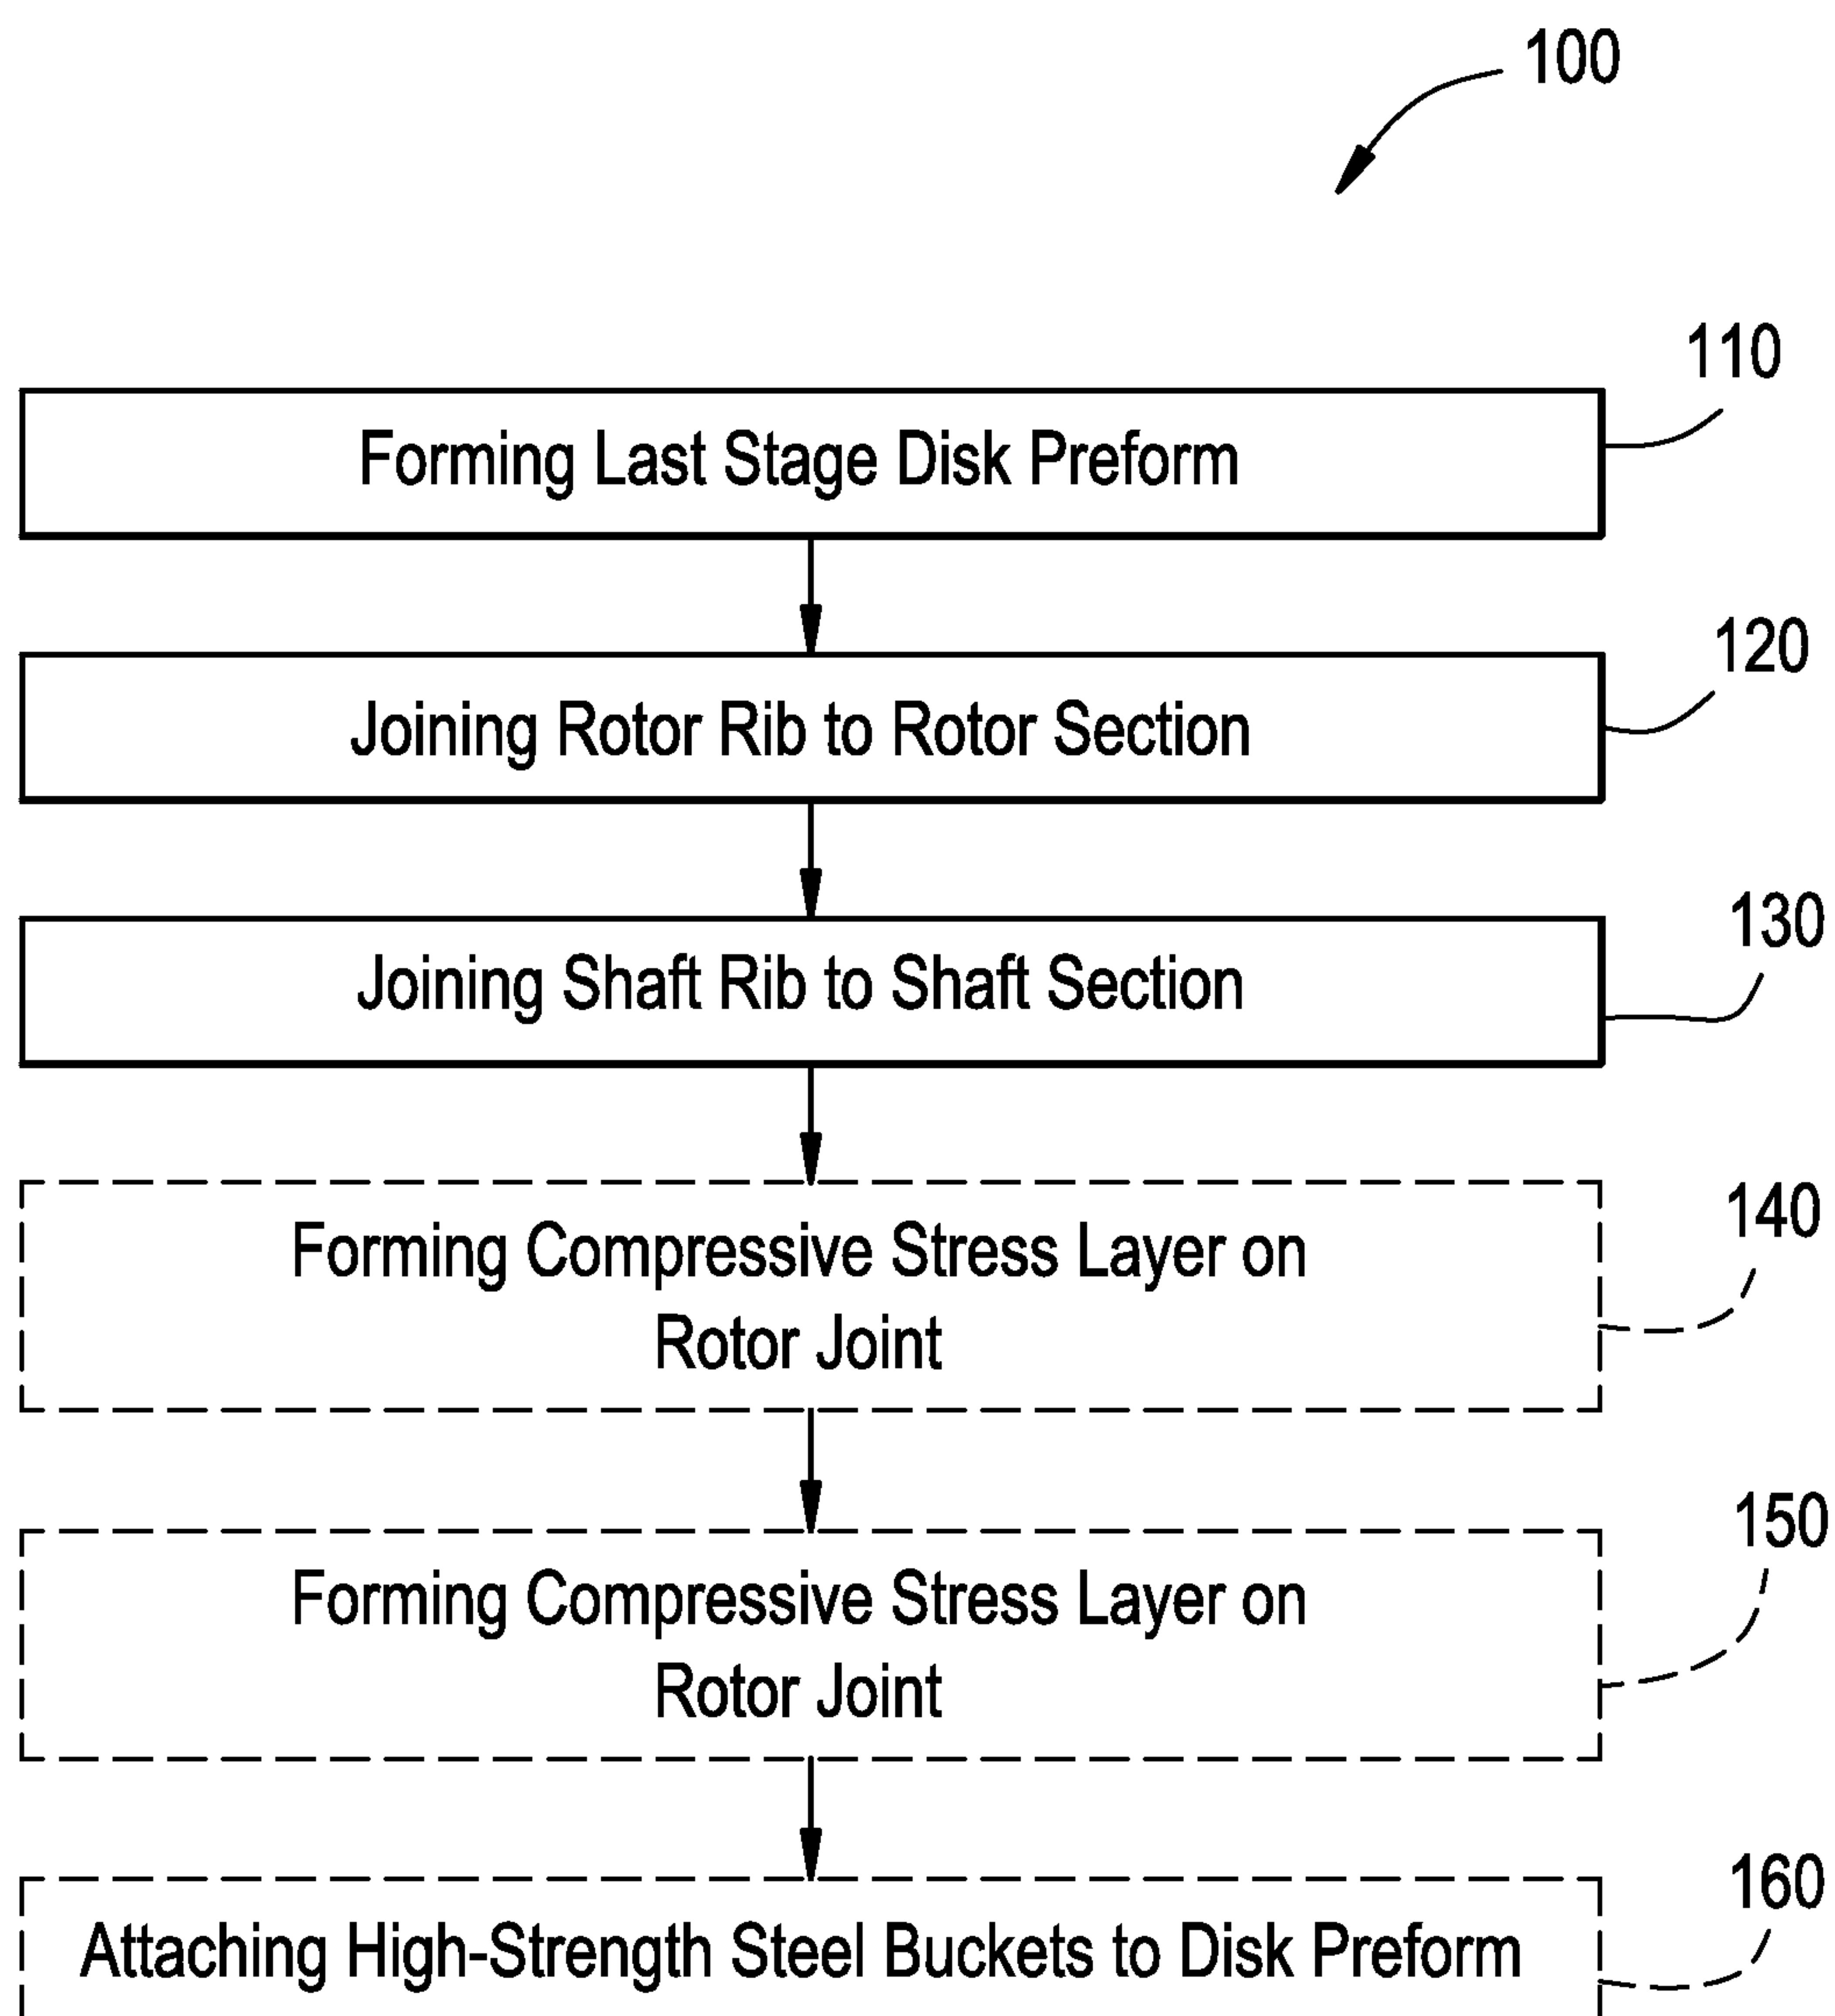 100
110
Forming Last Stage Disk Preform
120
Joining Rotor Rib to Rotor Section
130
Joining Shaft Rib to Shaft Section
140
Forming Compressive Stress Layer on
Rotor Joint
150
Forming Compressive Stress Layer on
Rotor Joint
160
Attaching High-Strength Steel Buckets to Disk Preform